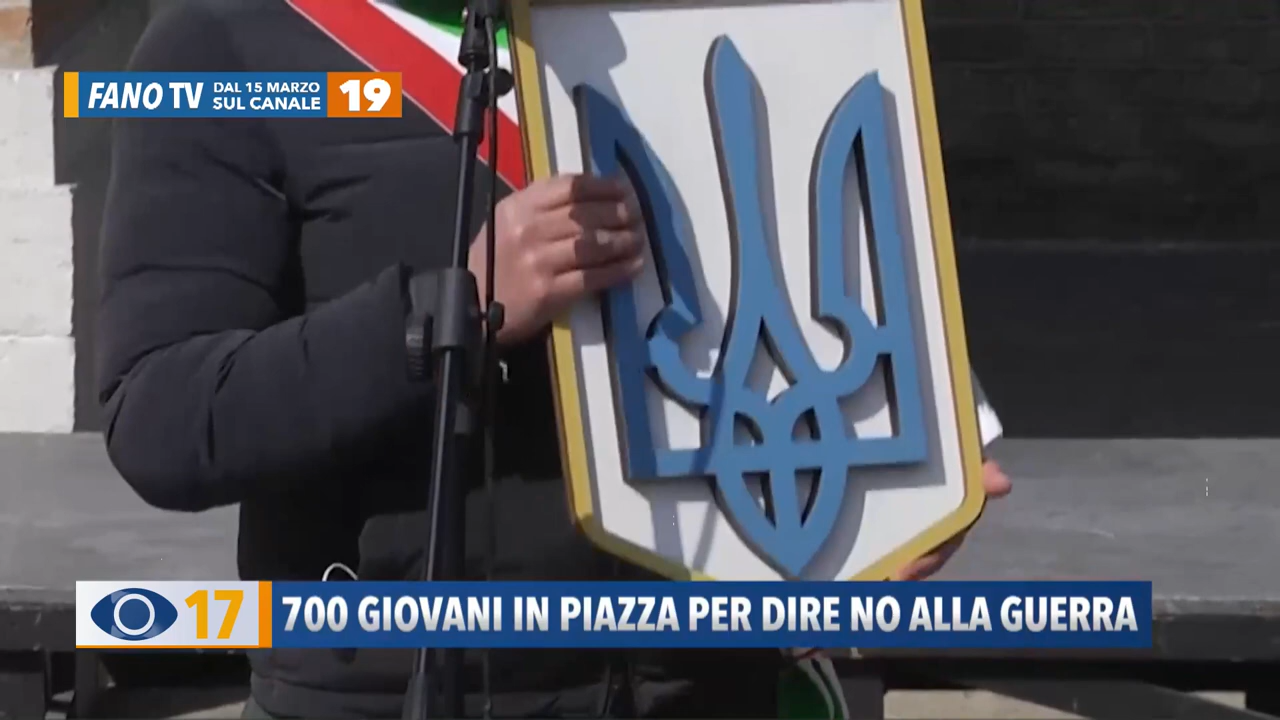 FANO TV
DAL 15 MARZO
SUL CANALE
19
17
700 GIOVANI IN PIAZZA PER DIRE NO ALLA GUERRA